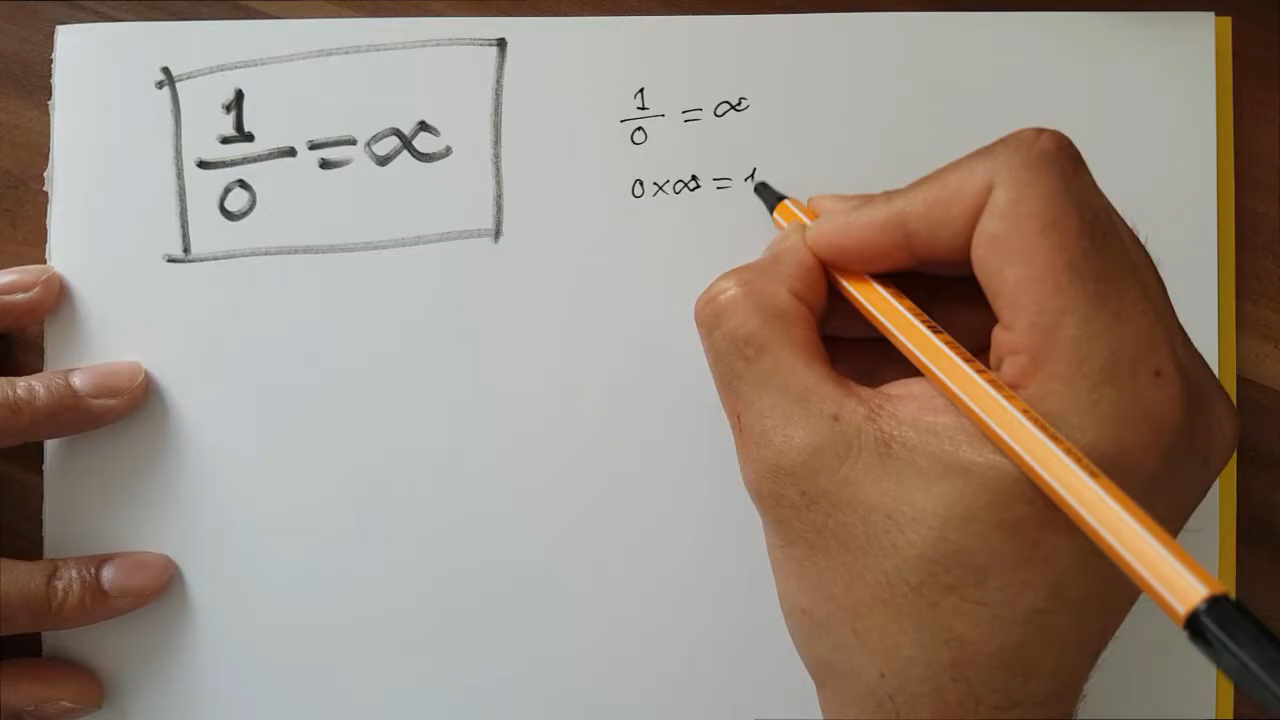 1/0 = ∞
1/0 = ∞
0×∞ = 1